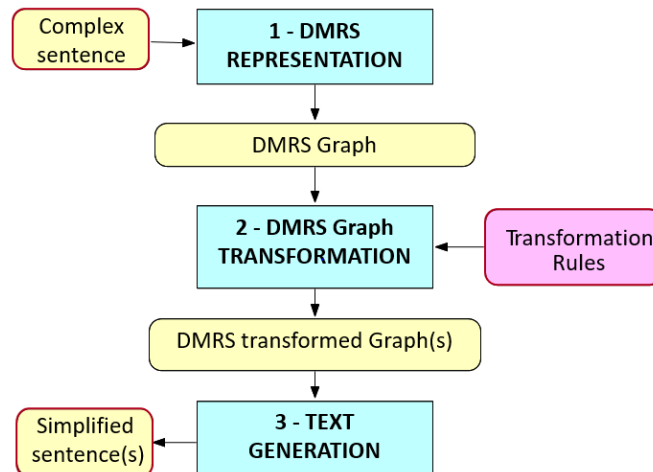 Complex
sentence
1 - DMRS
REPRESENTATION
DMRS Graph
2 - DMRS Graph
TRANSFORMATION
Transformation
Rules
DMRS transformed Graph(s)
Simplified
sentence(s)
3 - TEXT
GENERATION